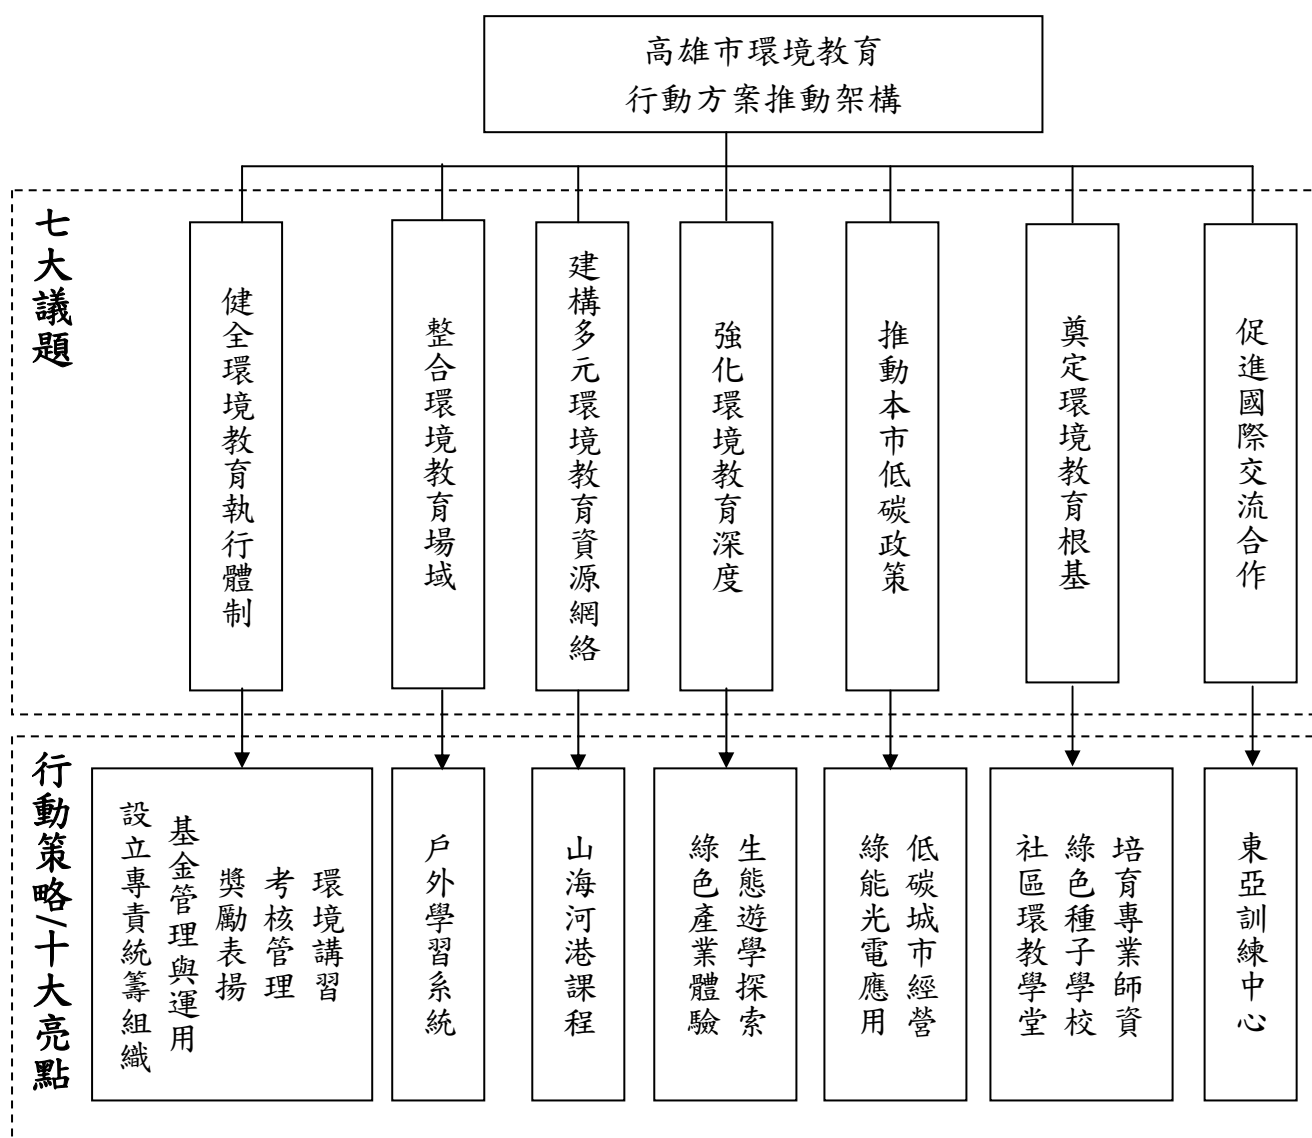 高雄市環境教育
行動方案推動架構
七大議題
健全環境教育執行體制
整合環境教育場域
建構多元環境教育資源網絡
強化環境教育深度
推動本市低碳政策
奠定環境教育根基
促進國際交流合作
行動策略/十大亮點
設立專責統籌組織
基金管理與運用
獎勵表揚
考核管理
環境講習
戶外學習系統
山海河港課程
綠色產業體驗
生態遊學探索
綠能光電應用
低碳城市經營
社區環教學堂
綠色種子學校
培育專業師資
東亞訓練中心